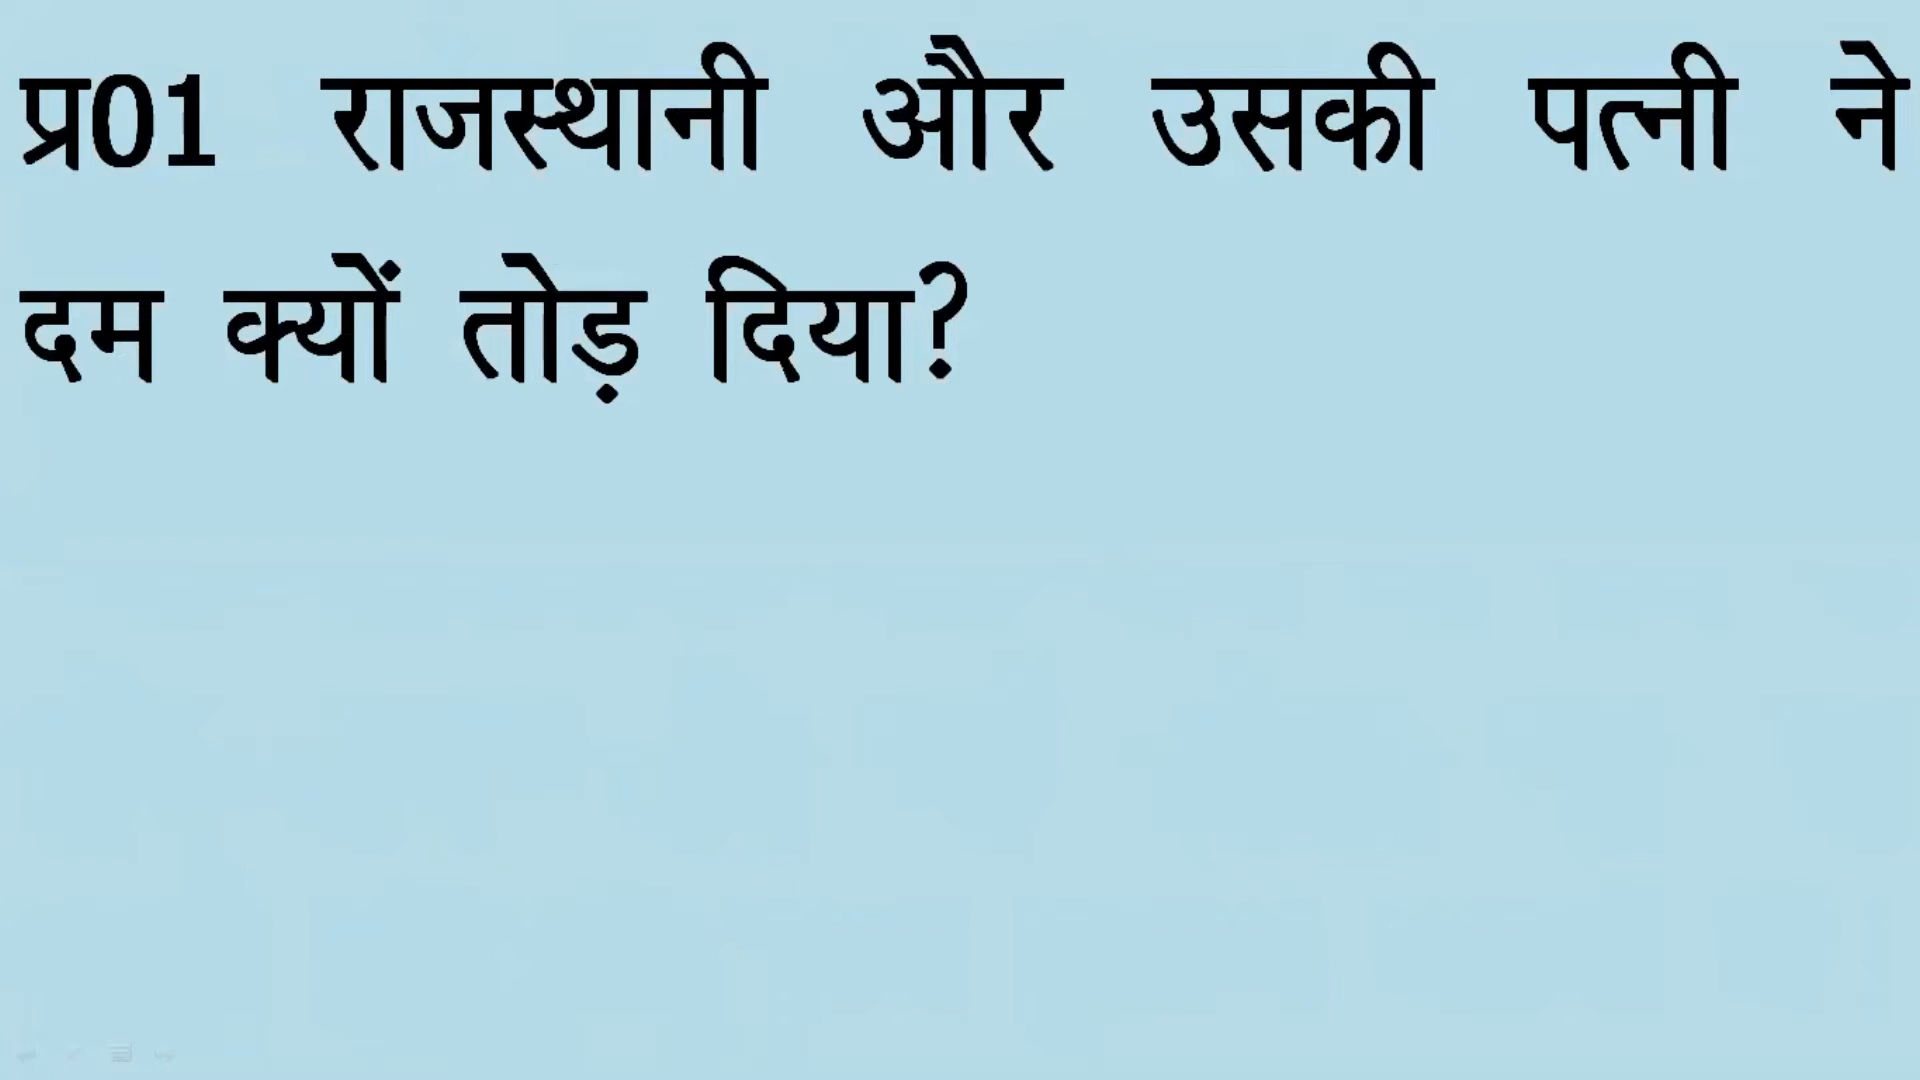 प्र01 राजस्थानी और उसकी पत्नी ने
दम क्यों तोड़ दिया?